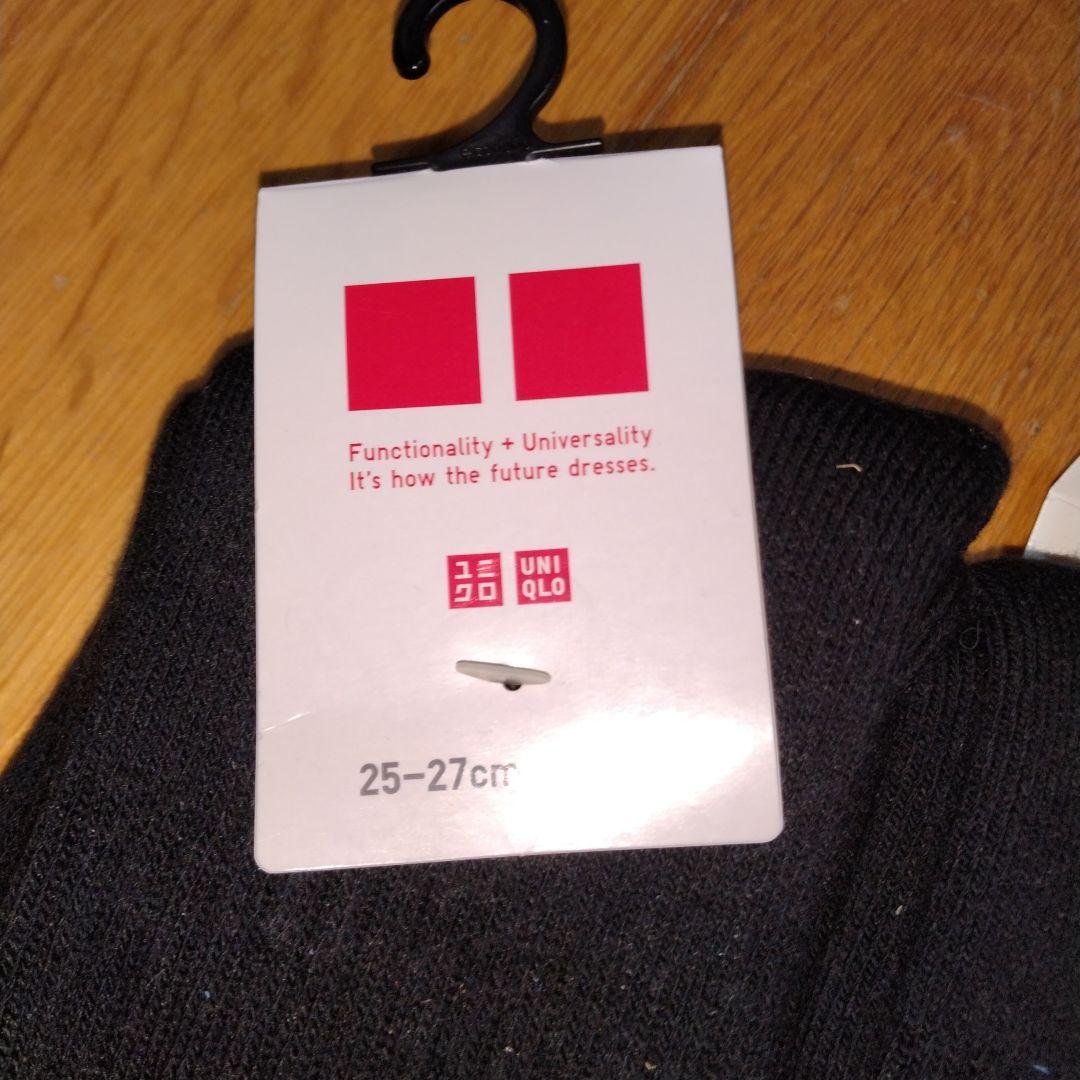 Functionality + Universality
It's how the future dresses.
ユニ UNI
クロ QLO
25-27cm